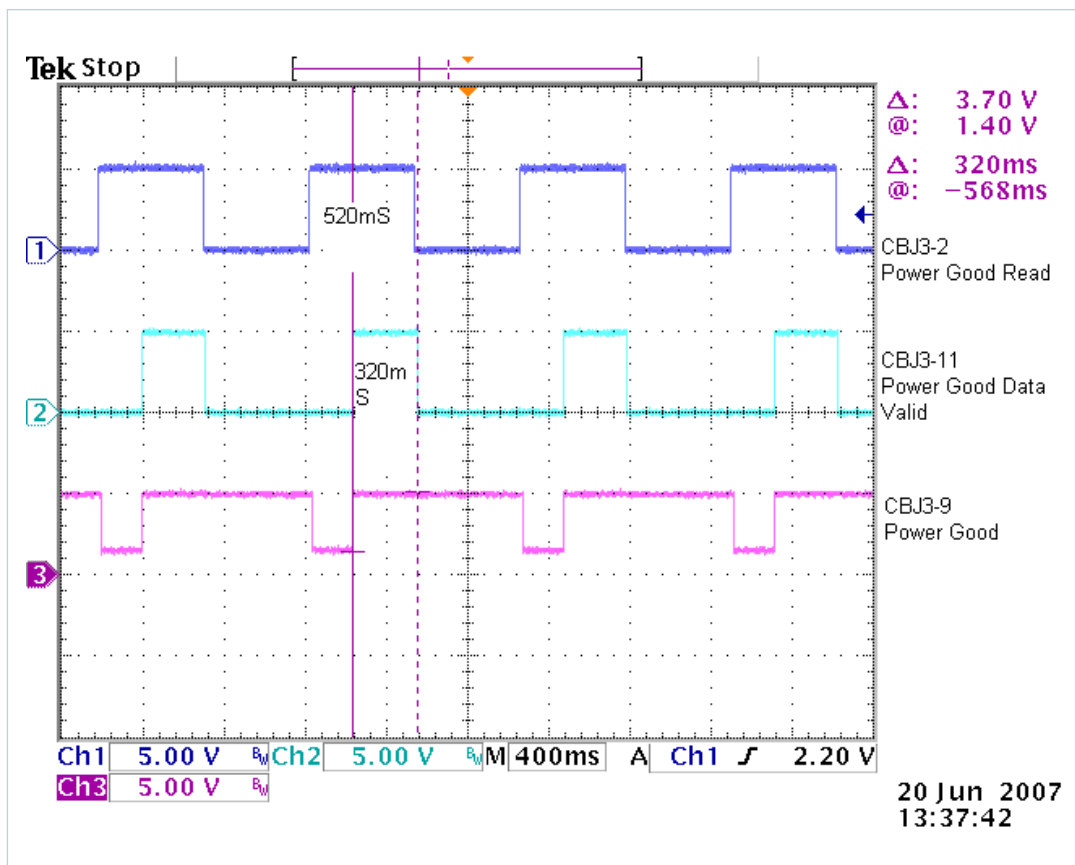 Tek Stop
Δ: 3.70 V
@: 1.40 V
Δ: 320ms
@: −568ms
520mS
1
CBJ3-2
Power Good Read
320m
S
2
CBJ3-11
Power Good Data
Valid
CBJ3-9
Power Good
3
Ch1 5.00 V BW Ch2 5.00 V BW M 400ms A Ch1 2.20 V
Ch3 5.00 V BW
20 Jun 2007
13:37:42